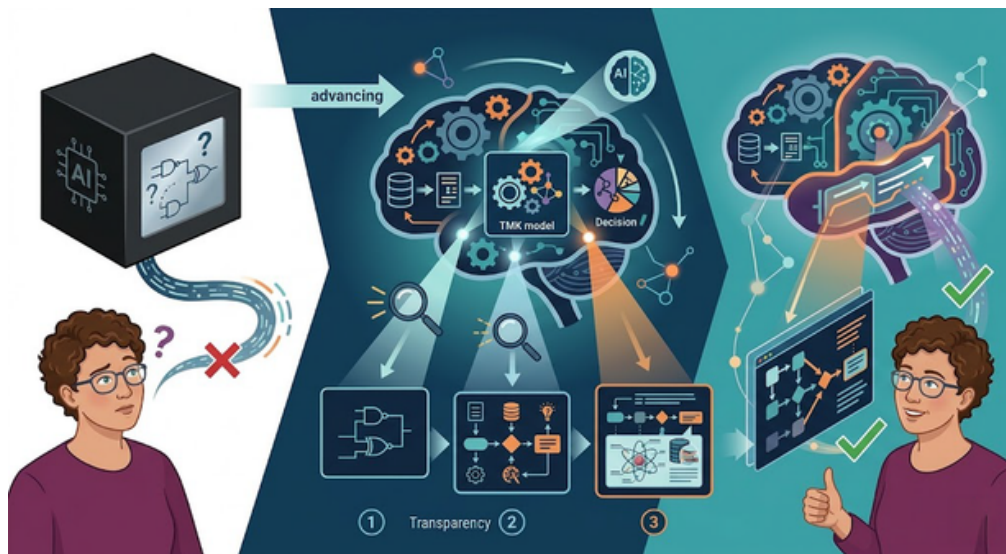 AI
?
?
?
advancing
AI
TMK model
Decision
1 Transparency 2 3